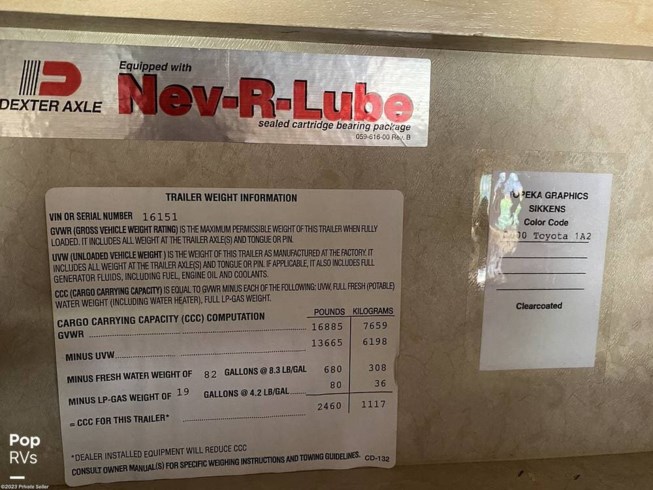 Equipped with
DEXTER AXLE
Nev-R-Lube
sealed cartridge bearing package
059-616-00 Rev. B
TRAILER WEIGHT INFORMATION
VIN OR SERIAL NUMBER 16151
GVWR (GROSS VEHICLE WEIGHT RATING) IS THE MAXIMUM PERMISSIBLE WEIGHT OF THIS TRAILER WHEN FULLY
LOADED. IT INCLUDES ALL WEIGHT AT THE TRAILER AXLE(S) AND TONGUE OR PIN.
UVW (UNLOADED VEHICLE WEIGHT) IS THE WEIGHT OF THIS TRAILER AS MANUFACTURED AT THE FACTORY. IT
INCLUDES ALL WEIGHT AT THE TRAILER AXLE(S) AND TONGUE OR PIN. IF APPLICABLE, IT ALSO INCLUDES FULL
GENERATOR FLUIDS, INCLUDING FUEL, ENGINE OIL AND COOLANTS.
CCC (CARGO CARRYING CAPACITY) IS EQUAL TO GVWR MINUS EACH OF THE FOLLOWING: UVW, FULL FRESH (POTABLE)
WATER WEIGHT (INCLUDING WATER HEATER), FULL LP-GAS WEIGHT.
POUNDS KILOGRAMS
CARGO CARRYING CAPACITY (CCC) COMPUTATION
GVWR 16885 7659
MINUS UVW 13665 6198
MINUS FRESH WATER WEIGHT OF 82 GALLONS @ 8.3 LB/GAL 680 308
MINUS LP-GAS WEIGHT OF 19 GALLONS @ 4.2 LB/GAL 80 36
= CCC FOR THIS TRAILER* 2460 1117
*DEALER INSTALLED EQUIPMENT WILL REDUCE CCC
CONSULT OWNER MANUAL(S) FOR SPECIFIC WEIGHING INSTRUCTIONS AND TOWING GUIDELINES. CD-132
GRAPHICS
SIKKENS
Color Code
Toyota 1A2
Clearcoated
Pop
RVs
©2023 Private Seller